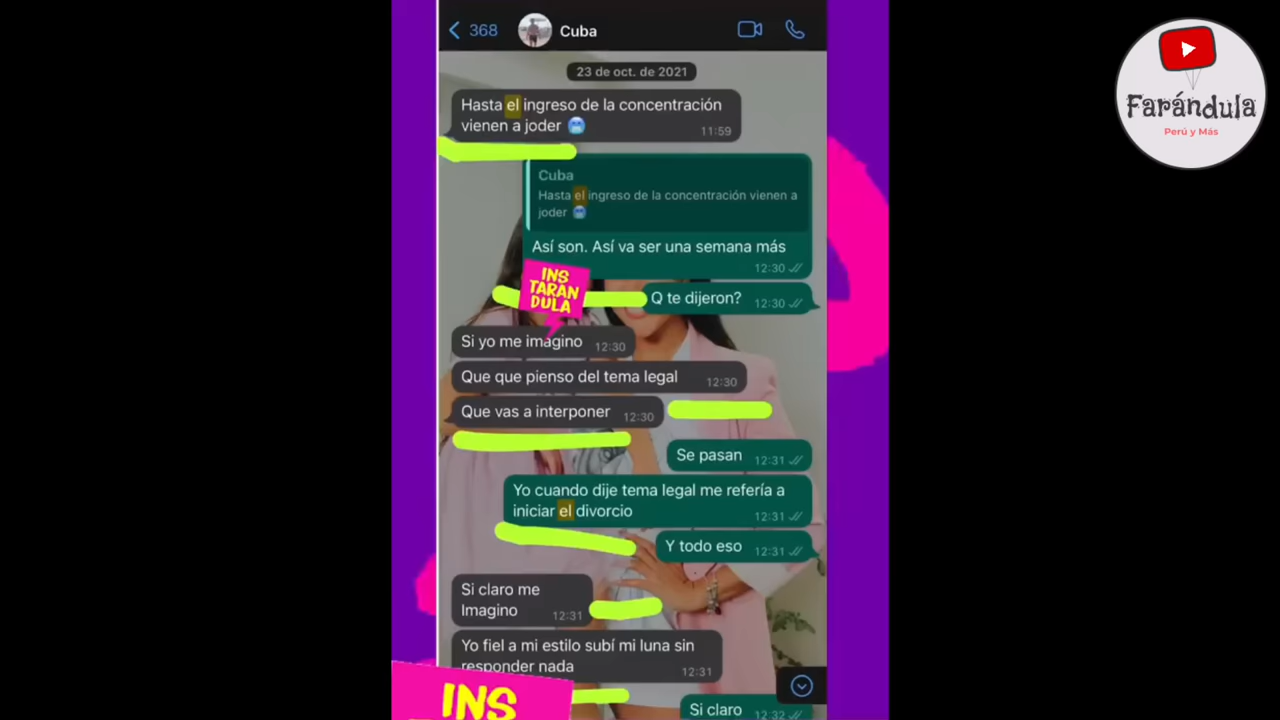 368
Cuba
Farándula
Perú y Más
23 de oct. de 2021
Hasta el ingreso de la concentración
vienen a joder
11:59
Cuba
Hasta el ingreso de la concentración vienen a
joder
Así son. Así va ser una semana más
12:30
INS
TARAN
DULA
Q te dijeron? 12:30
Si yo me imagino 12:30
Que que pienso del tema legal 12:30
Que vas a interponer 12:30
Se pasan 12:31
Yo cuando dije tema legal me refería a
iniciar el divorcio 12:31
Y todo eso 12:31
Si claro me
Imagino 12:31
Yo fiel a mi estilo subí mi luna sin
responder nada 12:31
INS
Si claro 12:32